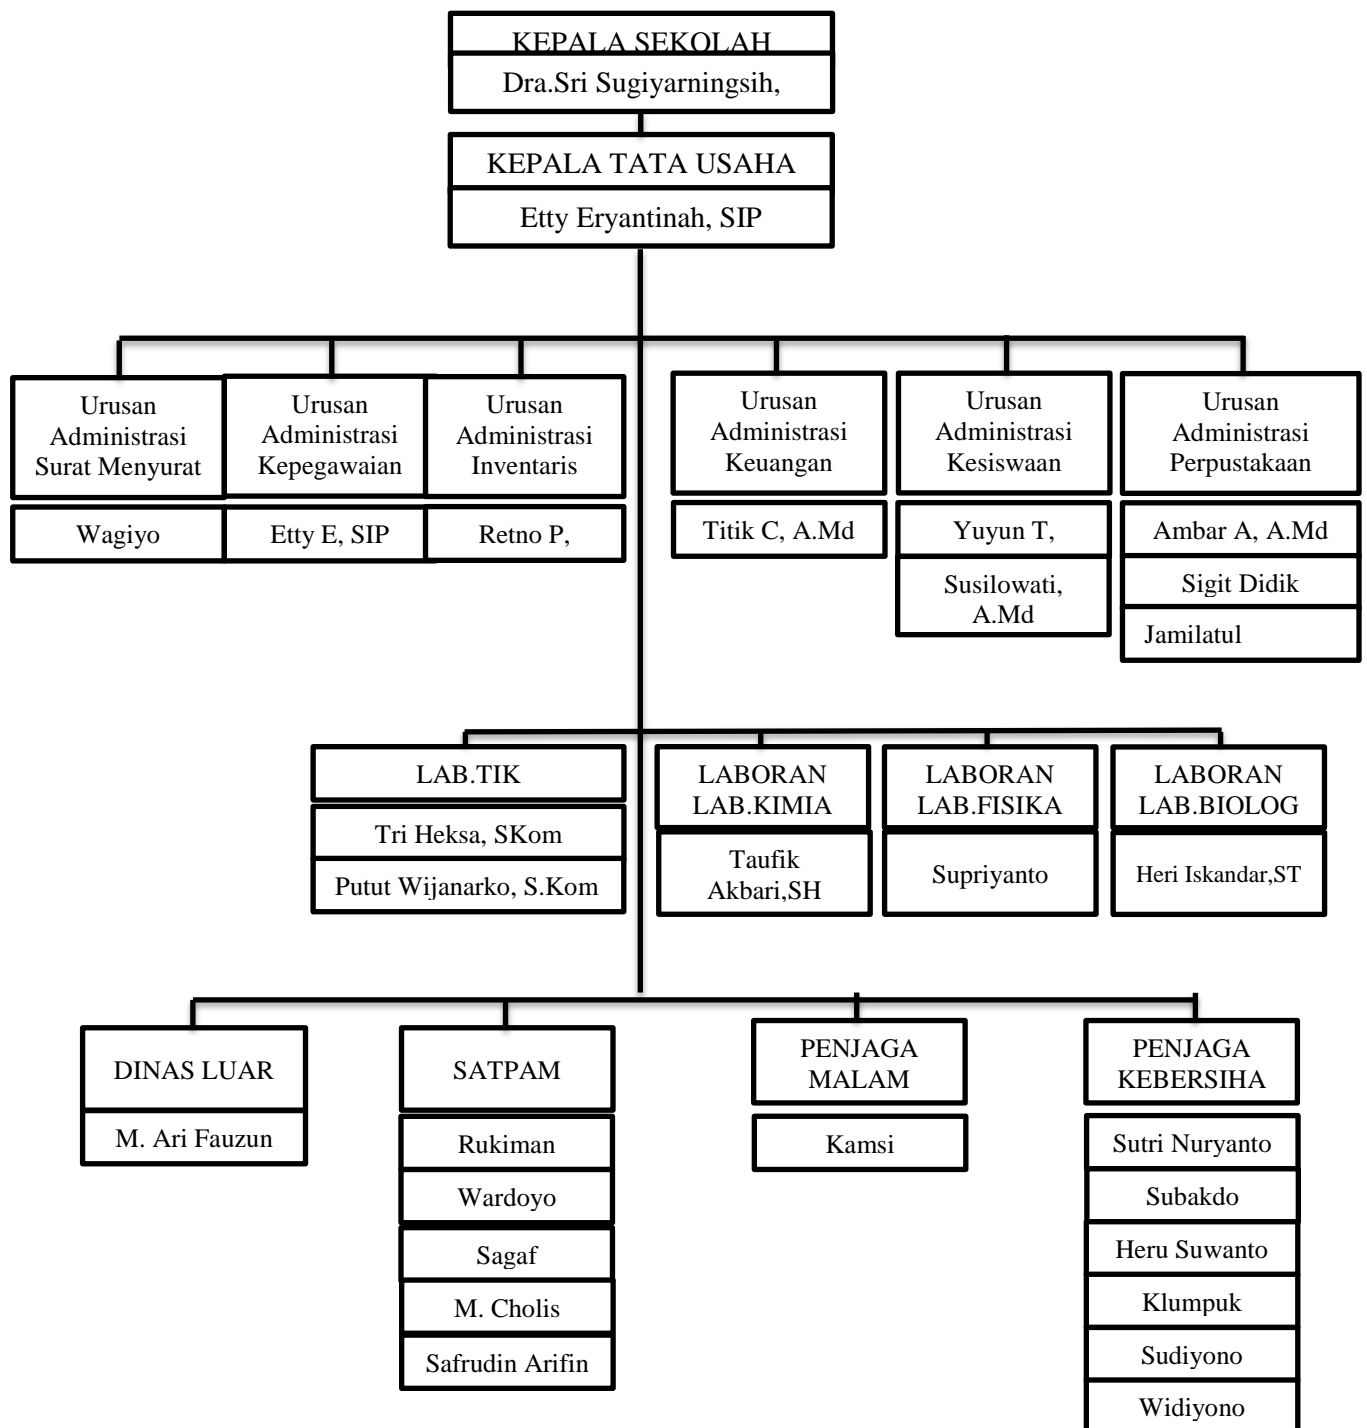 KEPALA SEKOLAH
Dra.Sri Sugiyarningsih,
KEPALA TATA USAHA
Etty Eryantinah, SIP
Urusan
Administrasi
Surat Menyurat
Wagiyo
Urusan
Administrasi
Kepegawaian
Etty E, SIP
Urusan
Administrasi
Inventaris
Retno P,
Urusan
Administrasi
Keuangan
Titik C, A.Md
Urusan
Administrasi
Kesiswaan
Yuyun T,
Susilowati,
A.Md
Urusan
Administrasi
Perpustakaan
Ambar A, A.Md
Sigit Didik
Jamilatul
LAB.TIK
Tri Heksa, SKom
Putut Wijanarko, S.Kom
LABORAN
LAB.KIMIA
Taufik
Akbari,SH
LABORAN
LAB.FISIKA
Supriyanto
LABORAN
LAB.BIOLOG
Heri Iskandar,ST
DINAS LUAR
M. Ari Fauzun
SATPAM
Rukiman
Wardoyo
Sagaf
M. Cholis
Safrudin Arifin
PENJAGA
MALAM
Kamsi
PENJAGA
KEBERSIHA
Sutri Nuryanto
Subakdo
Heru Suwanto
Klumpuk
Sudiyono
Widiyono